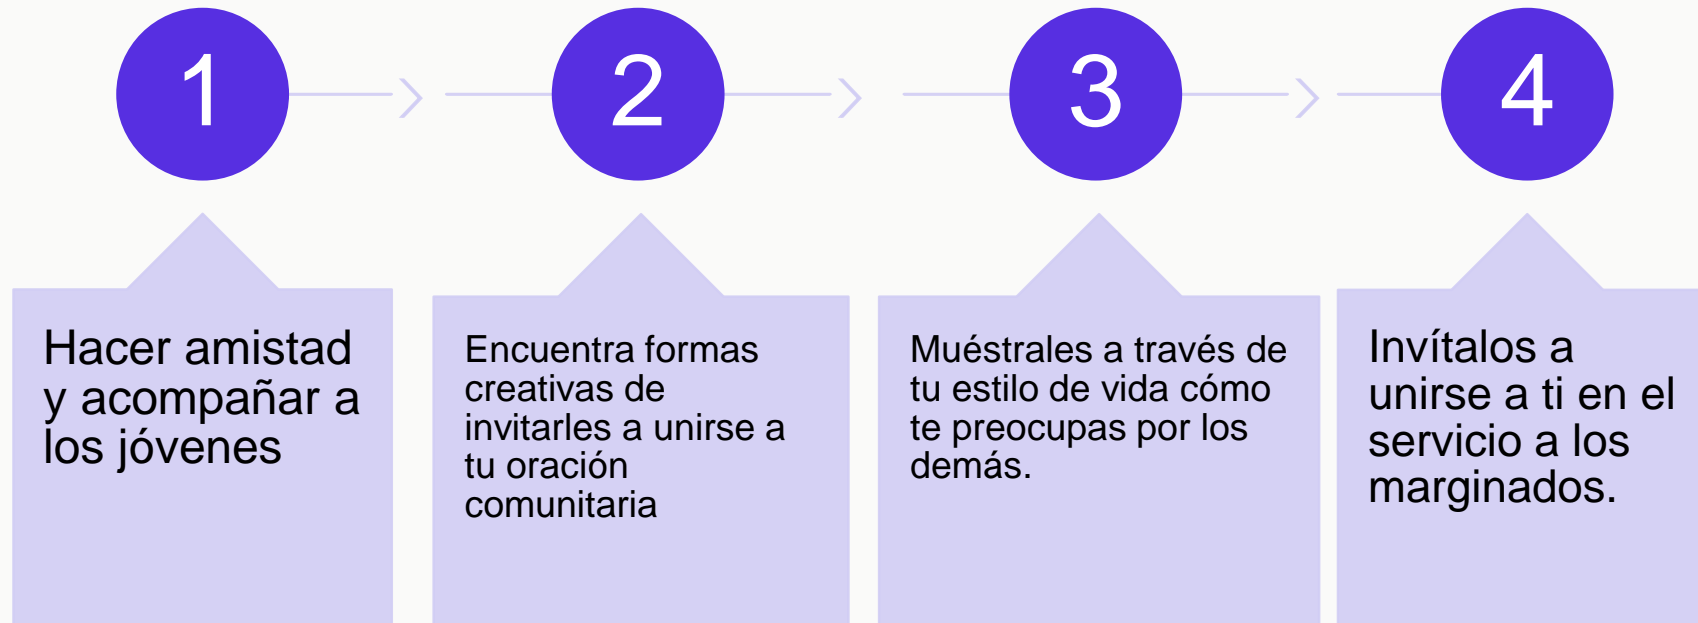 1
2
3
4
Hacer amistad
y acompañar a
los jóvenes
Encuentra formas
creativas de
invitarles a unirse a
tu oración
comunitaria
Muéstrales a través de
tu estilo de vida cómo
te preocupas por los
demás.
Invítalos a
unirse a ti en el
servicio a los
marginados.